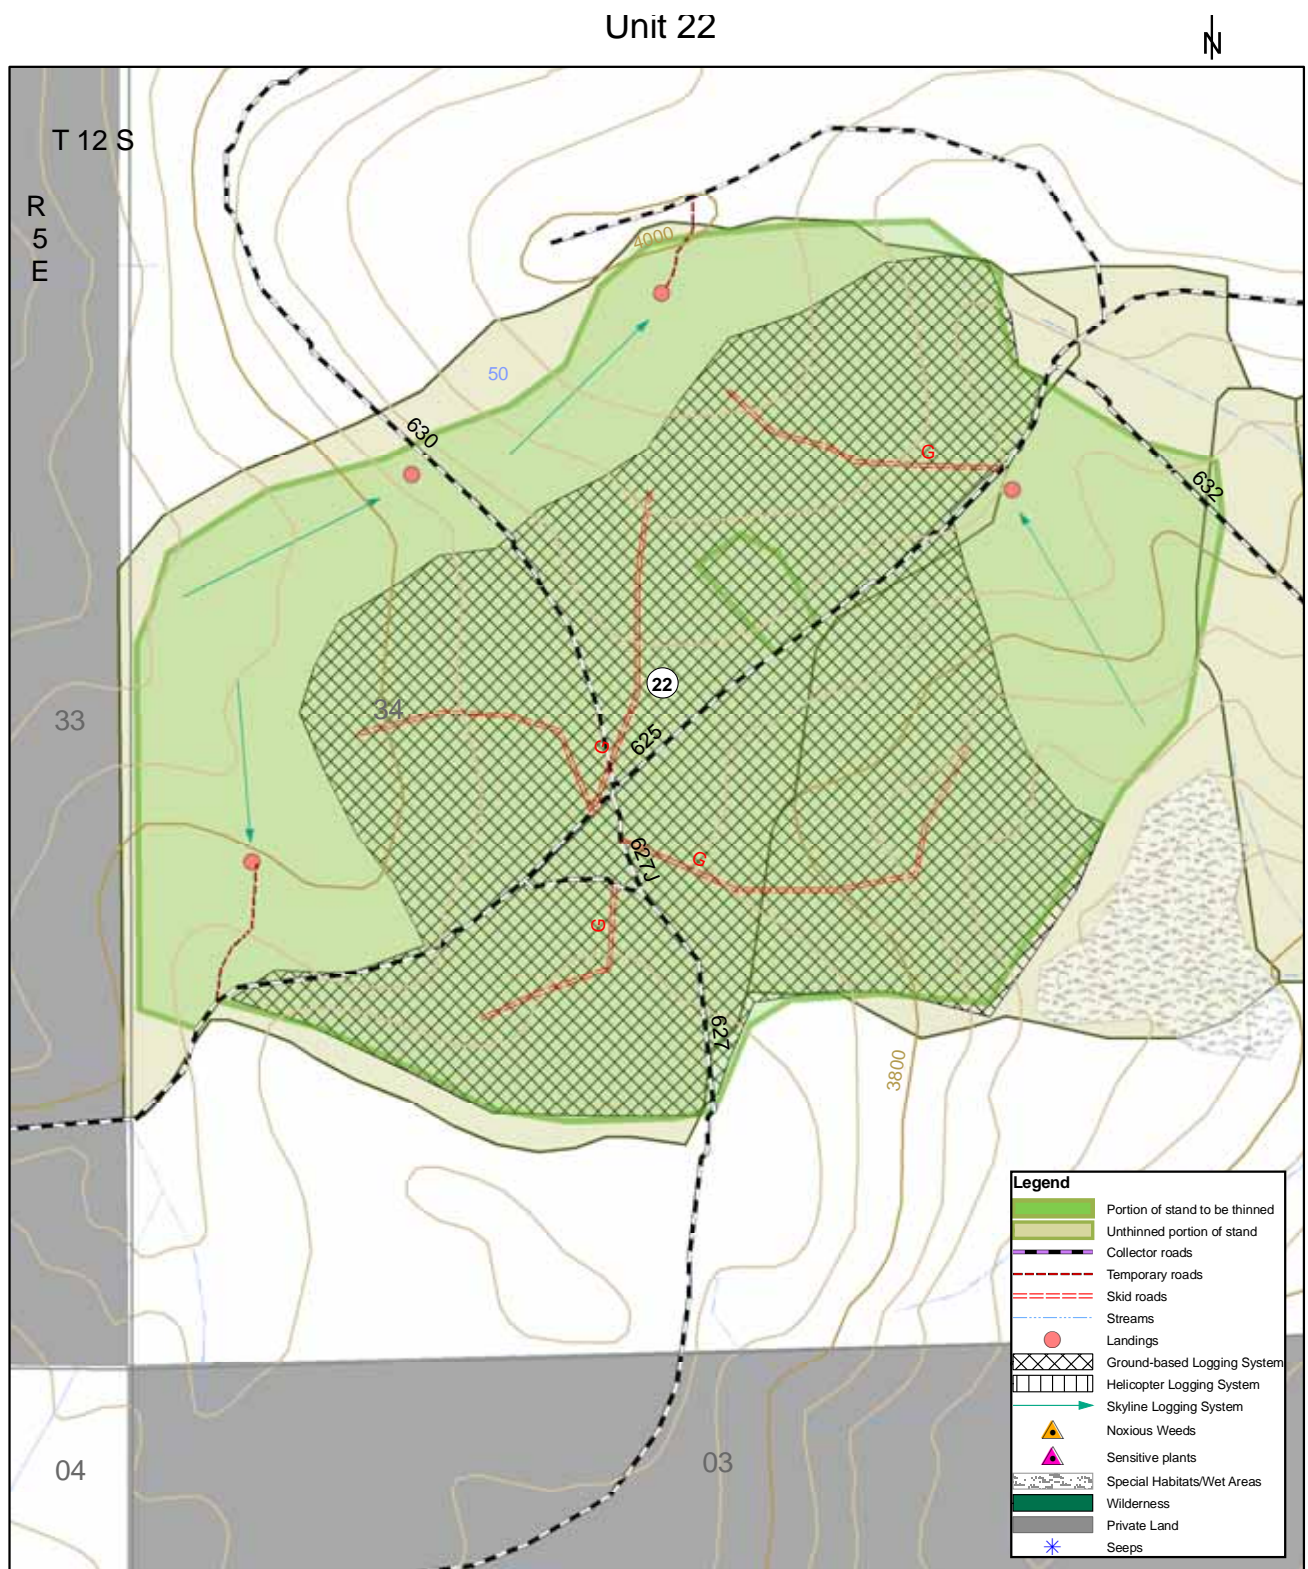 Unit 22
N
T 12 S
R
5
E
4000
50
630
G
632
22
33
34
G
625
G
627J
G
627
3800
04
03
Legend
Portion of stand to be thinned
Unthinned portion of stand
Collector roads
Temporary roads
Skid roads
Streams
Landings
Ground-based Logging System
Helicopter Logging System
Skyline Logging System
Noxious Weeds
Sensitive plants
Special Habitats/Wet Areas
Wilderness
Private Land
Seeps